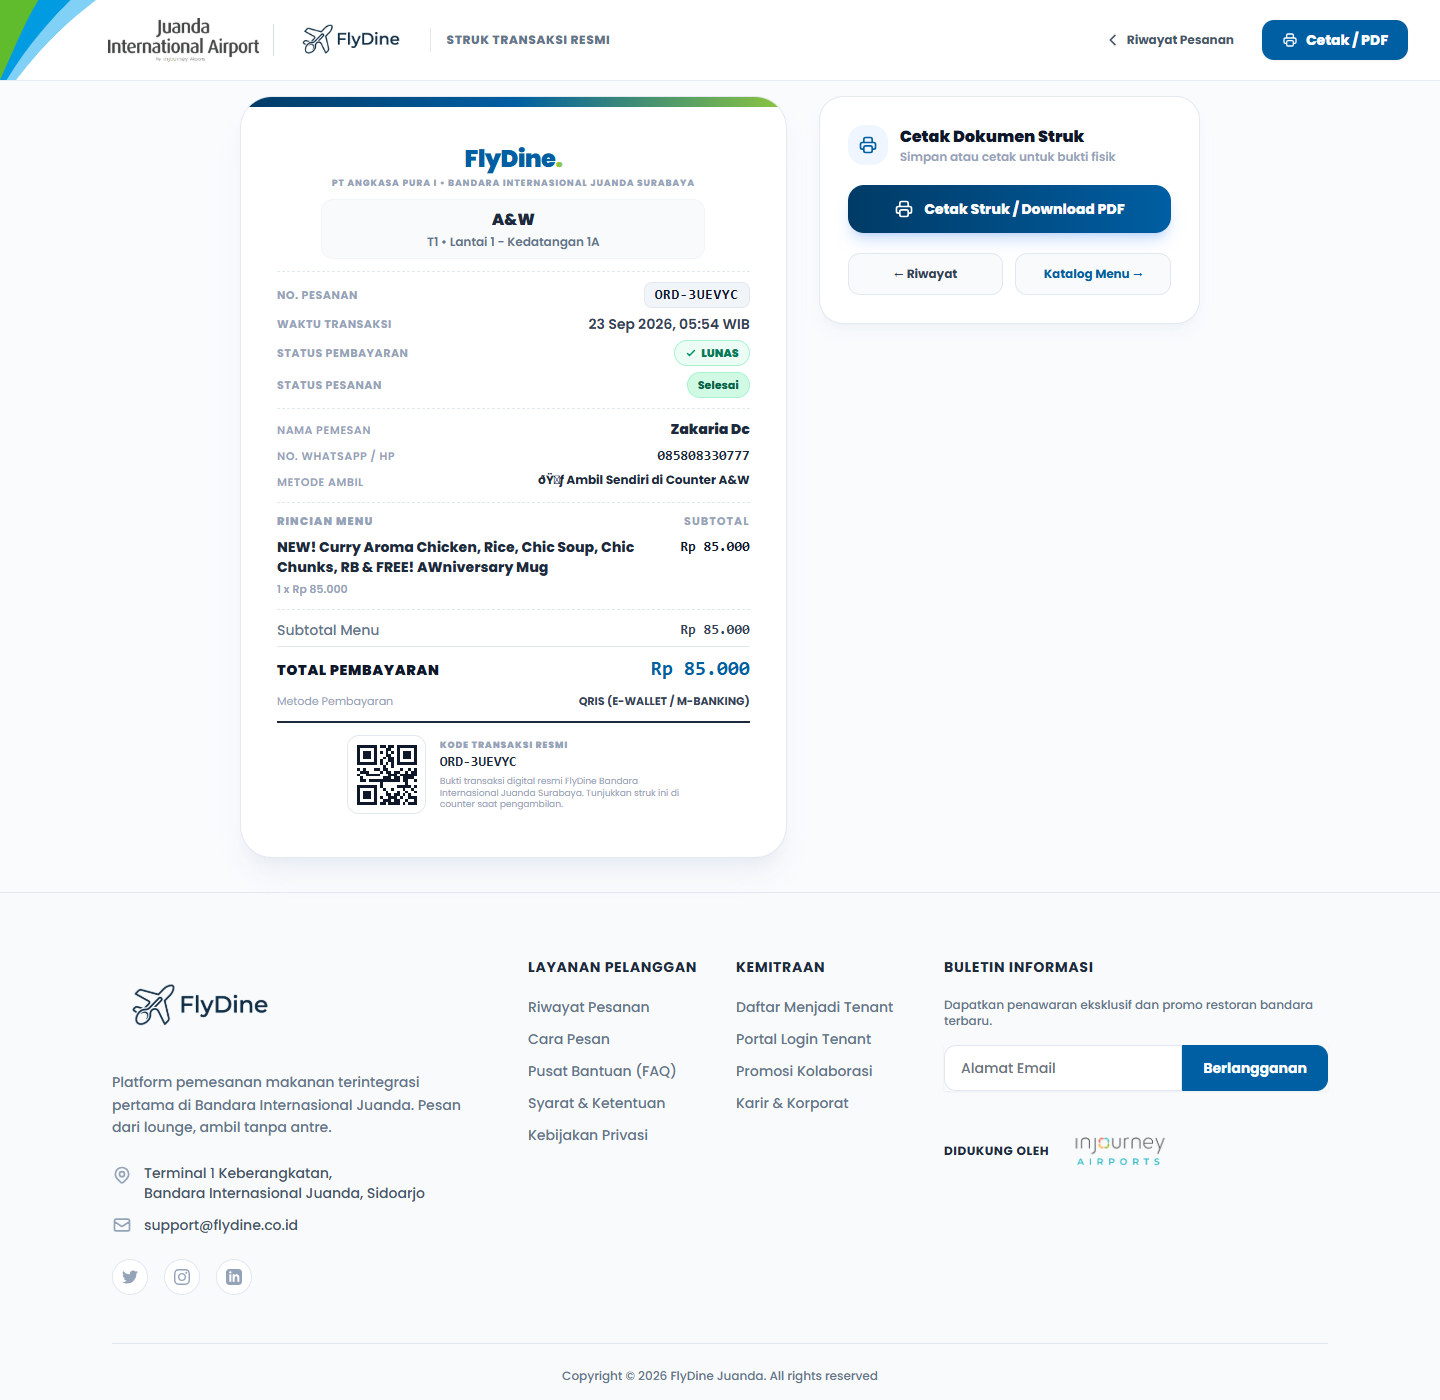 Juanda
International Airport
FlyDine
STRUK TRANSAKSI RESMI
Riwayat Pesanan
Cetak / PDF
FlyDine.
PT ANGKASA PURA I • BANDARA INTERNASIONAL JUANDA SURABAYA
A&W
T1 • Lantai 1 - Kedatangan 1A
NO. PESANAN
ORD-3UEVYC
WAKTU TRANSAKSI
23 Sep 2026, 05:54 WIB
STATUS PEMBAYARAN
LUNAS
STATUS PESANAN
Selesai
NAMA PEMESAN
Zakaria Dc
NO. WHATSAPP / HP
085808330777
METODE AMBIL
Ambil Sendiri di Counter A&W
RINCIAN MENU
SUBTOTAL
NEW! Curry Aroma Chicken, Rice, Chic Soup, Chic
Chunks, RB & FREE! AWniversary Mug
Rp 85.000
1 x Rp 85.000
Subtotal Menu
Rp 85.000
TOTAL PEMBAYARAN
Rp 85.000
Metode Pembayaran
QRIS (E-WALLET / M-BANKING)
KODE TRANSAKSI RESMI
ORD-3UEVYC
Bukti transaksi digital resmi FlyDine Bandara
Internasional Juanda Surabaya. Tunjukkan struk ini di
counter saat pengambilan.
Cetak Dokumen Struk
Simpan atau cetak untuk bukti fisik
Cetak Struk / Download PDF
← Riwayat
Katalog Menu →
FlyDine
Platform pemesanan makanan terintegrasi
pertama di Bandara Internasional Juanda. Pesan
dari lounge, ambil tanpa antre.
Terminal 1 Keberangkatan,
Bandara Internasional Juanda, Sidoarjo
support@flydine.co.id
LAYANAN PELANGGAN
Riwayat Pesanan
Cara Pesan
Pusat Bantuan (FAQ)
Syarat & Ketentuan
Kebijakan Privasi
KEMITRAAN
Daftar Menjadi Tenant
Portal Login Tenant
Promosi Kolaborasi
Karir & Korporat
BULETIN INFORMASI
Dapatkan penawaran eksklusif dan promo restoran bandara
terbaru.
Alamat Email
Berlangganan
DIDUKUNG OLEH
injourney
AIRPORTS
Copyright © 2026 FlyDine Juanda. All rights reserved